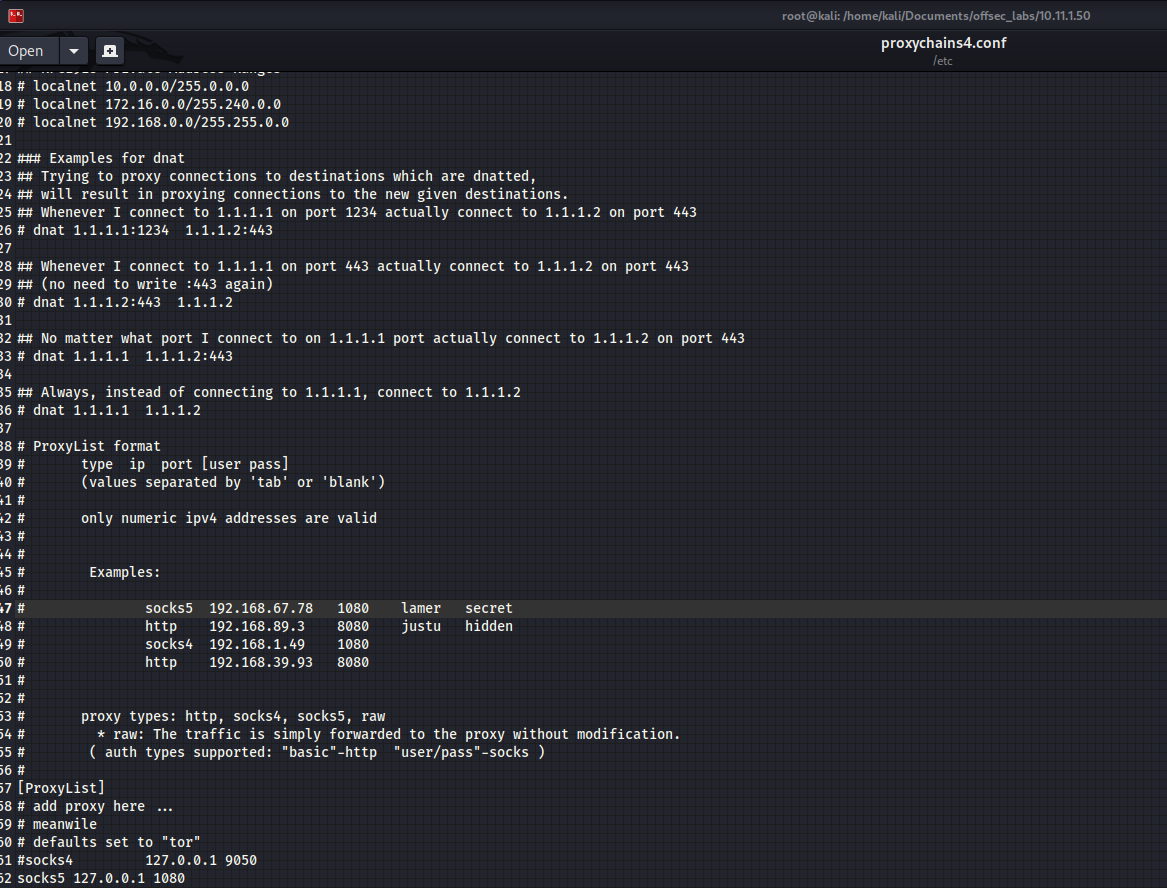 root@kali: /home/kali/Documents/offsec_labs/10.11.1.50
Open
proxychains4.conf
/etc
18 # localnet 10.0.0.0/255.0.0.0
19 # localnet 172.16.0.0/255.240.0.0
20 # localnet 192.168.0.0/255.255.0.0
21
22 ### Examples for dnat
23 ## Trying to proxy connections to destinations which are dnatted,
24 ## will result in proxying connections to the new given destinations.
25 ## Whenever I connect to 1.1.1.1 on port 1234 actually connect to 1.1.1.2 on port 443
26 # dnat 1.1.1.1:1234  1.1.1.2:443
27
28 ## Whenever I connect to 1.1.1.1 on port 443 actually connect to 1.1.1.2 on port 443
29 ## (no need to write :443 again)
30 # dnat 1.1.1.2:443  1.1.1.2
31
32 ## No matter what port I connect to on 1.1.1.1 port actually connect to 1.1.1.2 on port 443
33 # dnat 1.1.1.1  1.1.1.2:443
34
35 ## Always, instead of connecting to 1.1.1.1, connect to 1.1.1.2
36 # dnat 1.1.1.1  1.1.1.2
37
38 # ProxyList format
39 #       type  ip  port [user pass]
40 #       (values separated by 'tab' or 'blank')
41 #
42 #       only numeric ipv4 addresses are valid
43 #
44 #
45 #        Examples:
46 #
47 #               socks5  192.168.67.78   1080    lamer   secret
48 #               http    192.168.89.3    8080    justu   hidden
49 #               socks4  192.168.1.49    1080
50 #               http    192.168.39.93   8080
51 #
52 #
53 #       proxy types: http, socks4, socks5, raw
54 #         * raw: The traffic is simply forwarded to the proxy without modification.
55 #        ( auth types supported: "basic"-http  "user/pass"-socks )
56 #
57 [ProxyList]
58 # add proxy here ...
59 # meanwile
60 # defaults set to "tor"
61 #socks4         127.0.0.1 9050
62 socks5 127.0.0.1 1080